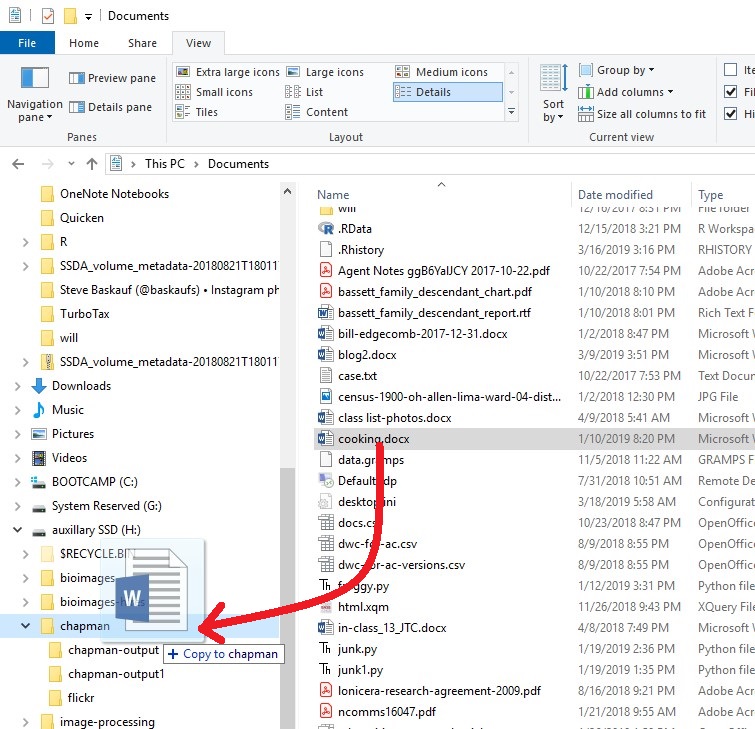 Documents
File Home Share View
Navigation pane
Preview pane
Details pane
Panes
Extra large icons Large icons Medium icons
Small icons List Details
Tiles Content
Layout
Sort by
Group by
Add columns
Size all columns to fit
Current view
Ite
Fil
Hi
This PC > Documents
OneNote Notebooks
Quicken
R
SSDA_volume_metadata-20180821T18011
Steve Baskauf (@baskaufs) • Instagram ph
TurboTax
will
SSDA_volume_metadata-20180821T18011
Downloads
Music
Pictures
Videos
BOOTCAMP (C:)
System Reserved (G:)
auxillary SSD (H:)
$RECYCLE.BIN
bioimages
chapman
chapman-output
chapman-output1
flickr
image-processing
W
+ Copy to chapman
Name Date modified Type
will 12/16/2017 8:51 PM File folder
.RData 12/15/2018 3:21 PM R Workspa
.Rhistory 3/16/2019 3:16 PM RHISTORY
Agent Notes ggB6YalJCY 2017-10-22.pdf 10/22/2017 7:54 PM Adobe Acr
bassett_family_descendant_chart.pdf 1/10/2018 8:10 PM Adobe Acr
bassett_family_descendant_report.rtf 1/10/2018 8:01 PM Rich Text F
bill-edgecomb-2017-12-31.docx 1/2/2018 8:47 PM Microsoft W
blog2.docx 3/9/2019 3:51 PM Microsoft W
case.txt 10/22/2017 7:53 PM Text Docum
census-1900-oh-allen-lima-ward-04-dist... 1/2/2018 12:30 PM JPG File
class list-photos.docx 4/9/2018 5:41 AM Microsoft W
cooking.docx 1/10/2019 8:20 PM Microsoft W
data.gramps 11/5/2018 11:22 AM GRAMPS F
7/31/2018 10:51 AM Remote D
desktop.ini 3/18/2019 5:58 AM Configurat
10/23/2018 8:47 PM OpenOffice
dwc-for-ac.csv 8/9/2018 8:55 PM OpenOffice
dwc-for-ac-versions.csv 8/9/2018 8:55 PM OpenOffice
froggy.py 1/12/2019 3:31 PM Python file
html.xqm 11/26/2018 9:43 PM XQuery File
in-class_13_JTC.docx 4/8/2018 7:49 PM Microsoft W
junk.py 1/19/2019 2:36 PM Python file
junk1.py 1/19/2019 1:35 PM Python file
lonicera-research-agreement-2009.pdf 8/16/2018 9:21 PM Adobe Acr
ncomms16047.pdf 1/21/2018 9:55 AM Adobe Acr